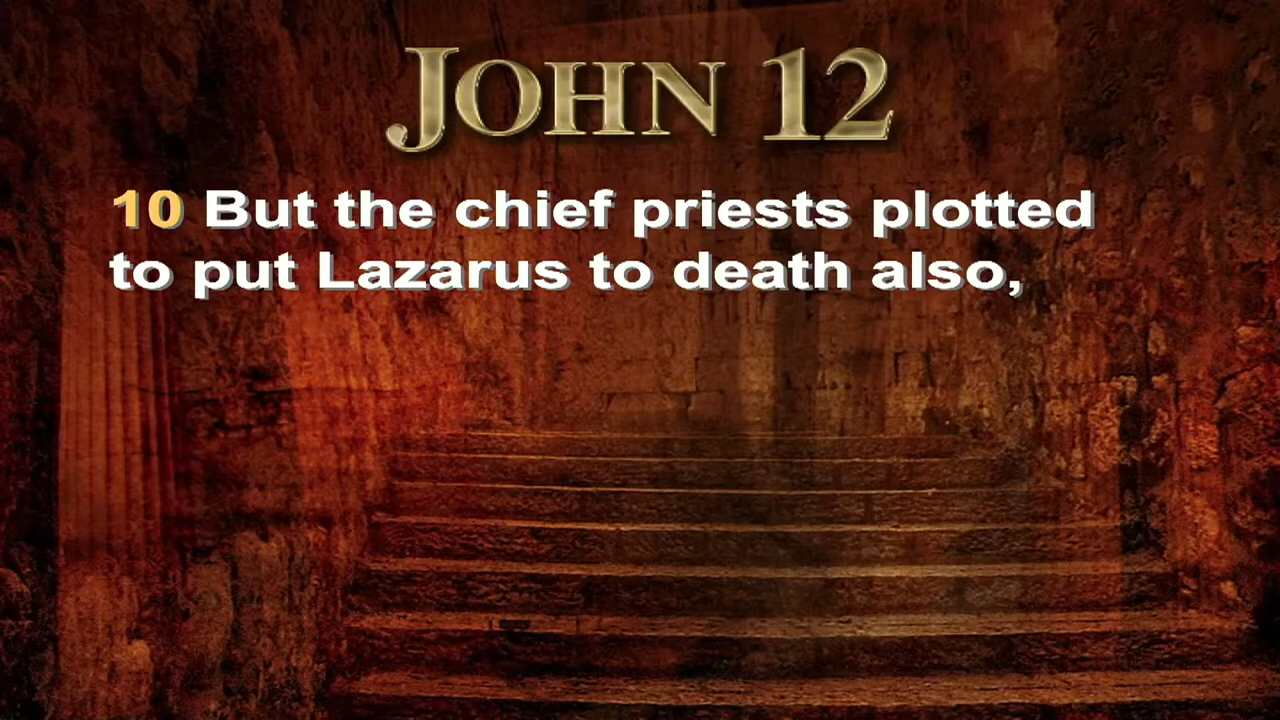 JOHN 12
10 But the chief priests plotted
to put Lazarus to death also,